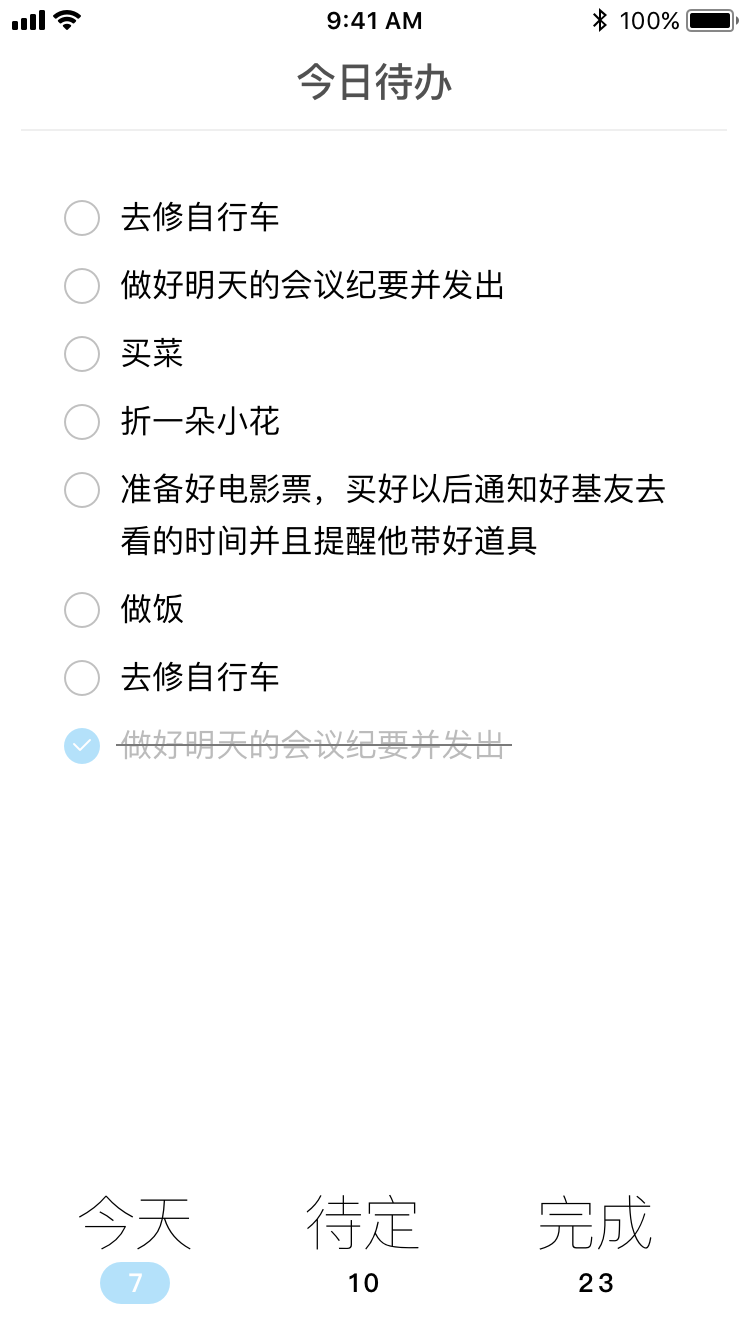 9:41 AM 100%
今日待办
去修自行车
做好明天的会议纪要并发出
买菜
折一朵小花
准备好电影票，买好以后通知好基友去
看的时间并且提醒他带好道具
做饭
去修自行车
做好明天的会议纪要并发出
今天 待定 完成
7 10 23